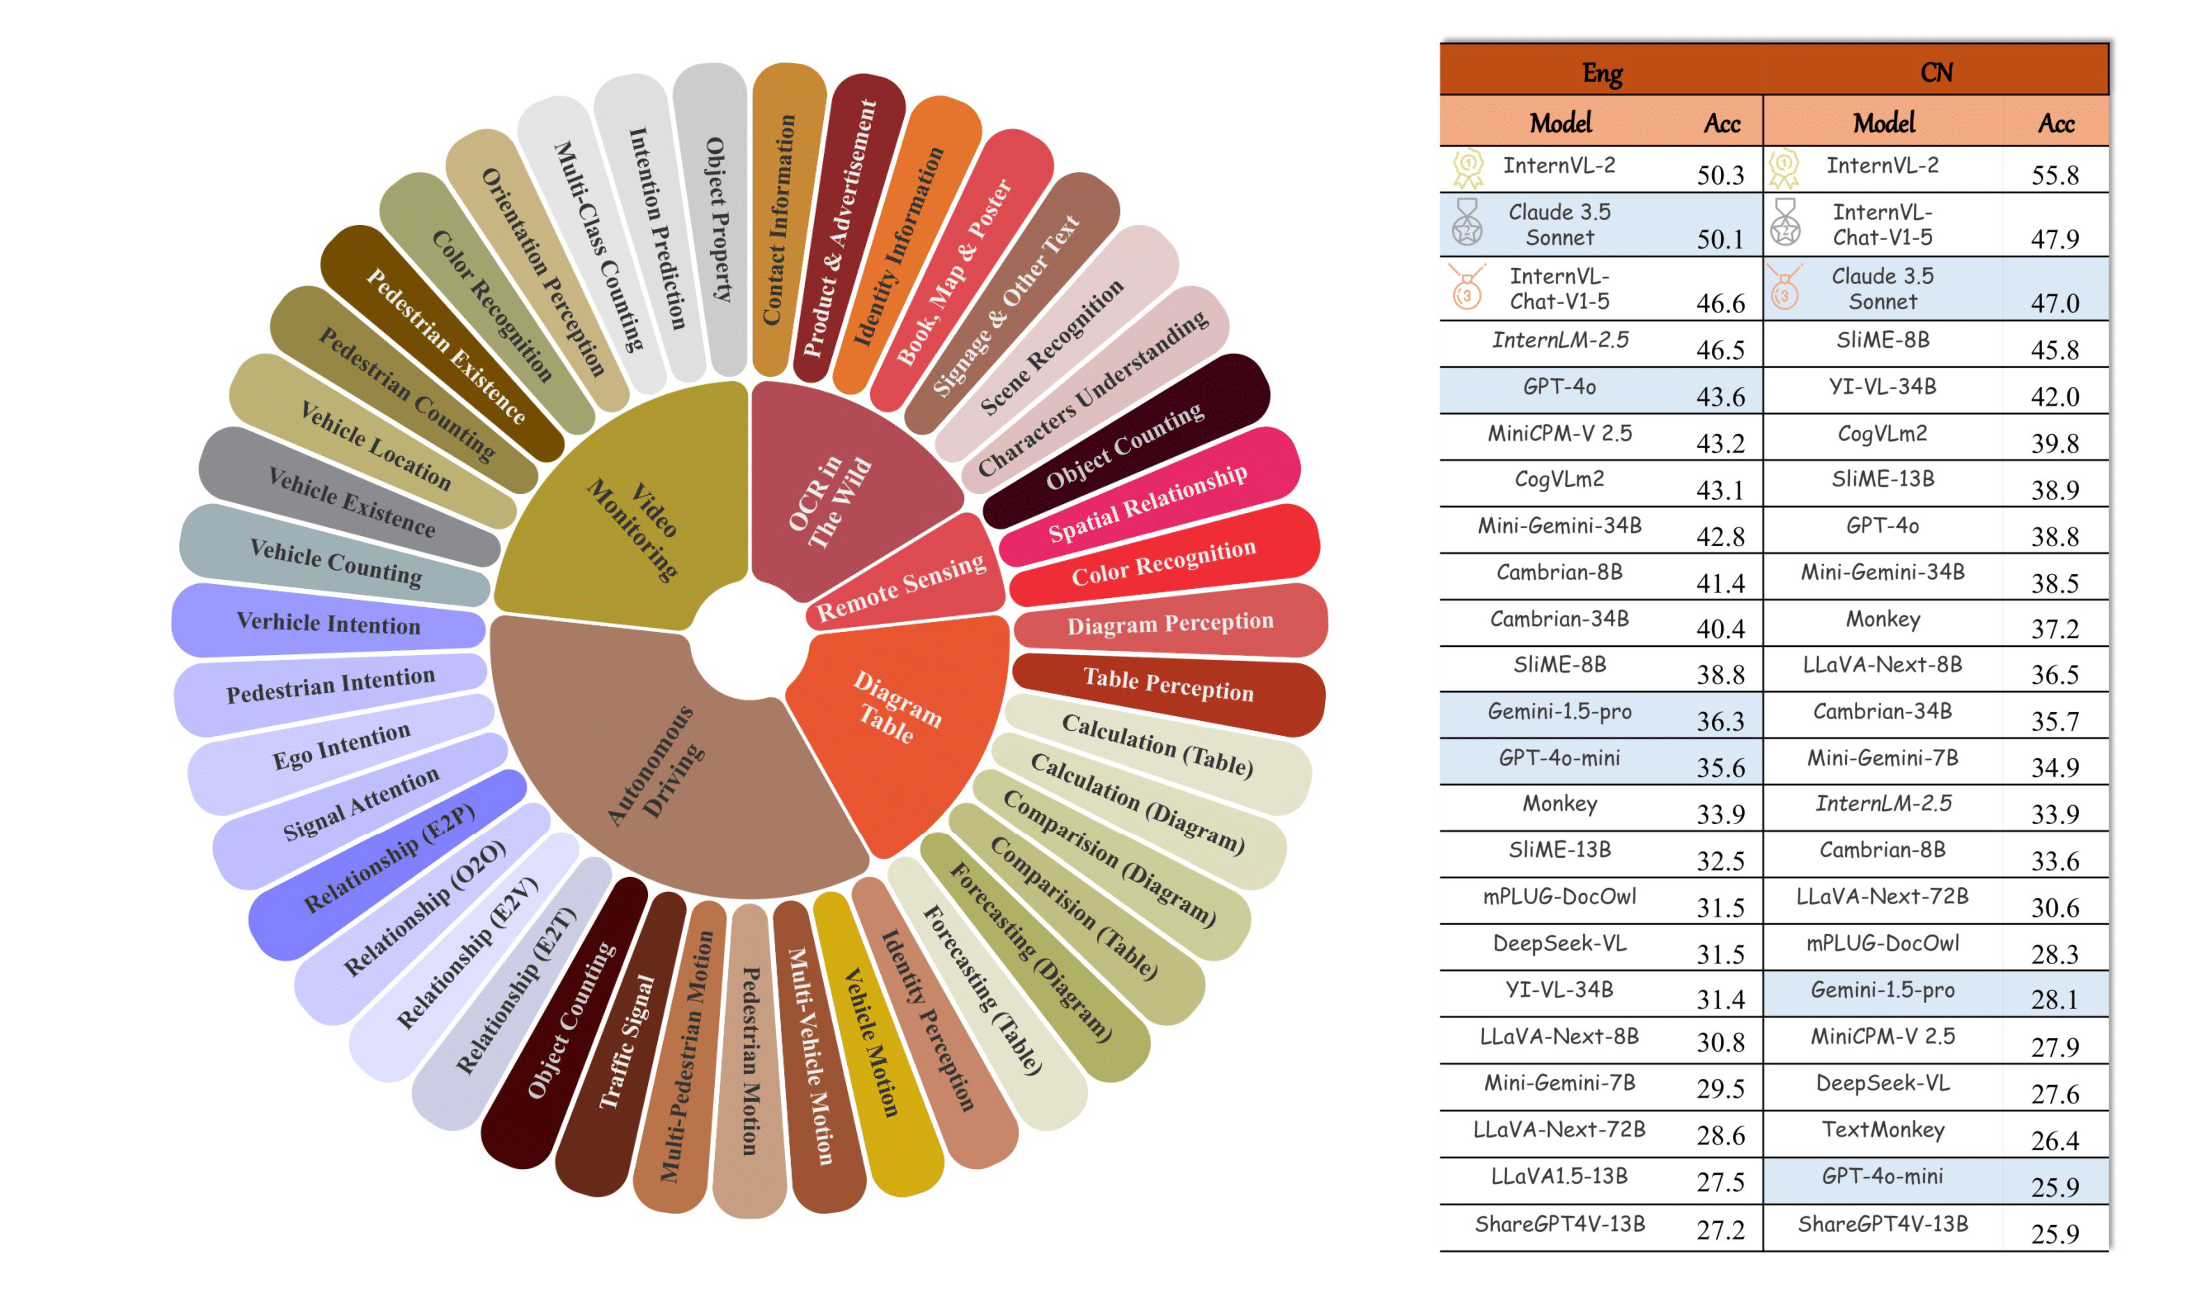 Contact Information
Product & Advertisement
Identity Information
Book, Map & Poster
Signage & Other Text
Scene Recognition
Characters Understanding
Object Counting
Spatial Relationship
Color Recognition
Diagram Perception
Table Perception
Calculation (Table)
Calculation (Diagram)
Comparision (Diagram)
Comparision (Table)
Forecasting (Diagram)
Forecasting (Table)
Identity Perception
Vehicle Motion
Multi-Vehicle Motion
Pedestrian Motion
Multi-Pedestrian Motion
Traffic Signal
Object Counting
Relationship (E2T)
Relationship (E2V)
Relationship (O2O)
Relationship (E2P)
Signal Attention
Ego Intention
Pedestrian Intention
Verhicle Intention
Vehicle Counting
Vehicle Existence
Vehicle Location
Pedestrian Counting
Pedestrian Existence
Color Recognition
Orientation Perception
Multi-Class Counting
Intention Prediction
Object Property
OCR in
The Wild
Remote Sensing
Diagram
Table
Autonomous
Driving
Video
Monitoring
Eng CN
Model Acc Model Acc
1 InternVL-2 50.3 1 InternVL-2 55.8
2 Claude 3.5 2 InternVL-
Sonnet 50.1 Chat-V1-5 47.9
3 InternVL- 3 Claude 3.5
Chat-V1-5 46.6 Sonnet 47.0
InternLM-2.5 46.5 SliME-8B 45.8
GPT-4o 43.6 YI-VL-34B 42.0
MiniCPM-V 2.5 43.2 CogVLm2 39.8
CogVLm2 43.1 SliME-13B 38.9
Mini-Gemini-34B 42.8 GPT-4o 38.8
Cambrian-8B 41.4 Mini-Gemini-34B 38.5
Cambrian-34B 40.4 Monkey 37.2
SliME-8B 38.8 LLaVA-Next-8B 36.5
Gemini-1.5-pro 36.3 Cambrian-34B 35.7
GPT-4o-mini 35.6 Mini-Gemini-7B 34.9
Monkey 33.9 InternLM-2.5 33.9
SliME-13B 32.5 Cambrian-8B 33.6
mPLUG-DocOwl 31.5 LLaVA-Next-72B 30.6
DeepSeek-VL 31.5 mPLUG-DocOwl 28.3
YI-VL-34B 31.4 Gemini-1.5-pro 28.1
LLaVA-Next-8B 30.8 MiniCPM-V 2.5 27.9
Mini-Gemini-7B 29.5 DeepSeek-VL 27.6
LLaVA-Next-72B 28.6 TextMonkey 26.4
LLaVA1.5-13B 27.5 GPT-4o-mini 25.9
ShareGPT4V-13B 27.2 ShareGPT4V-13B 25.9